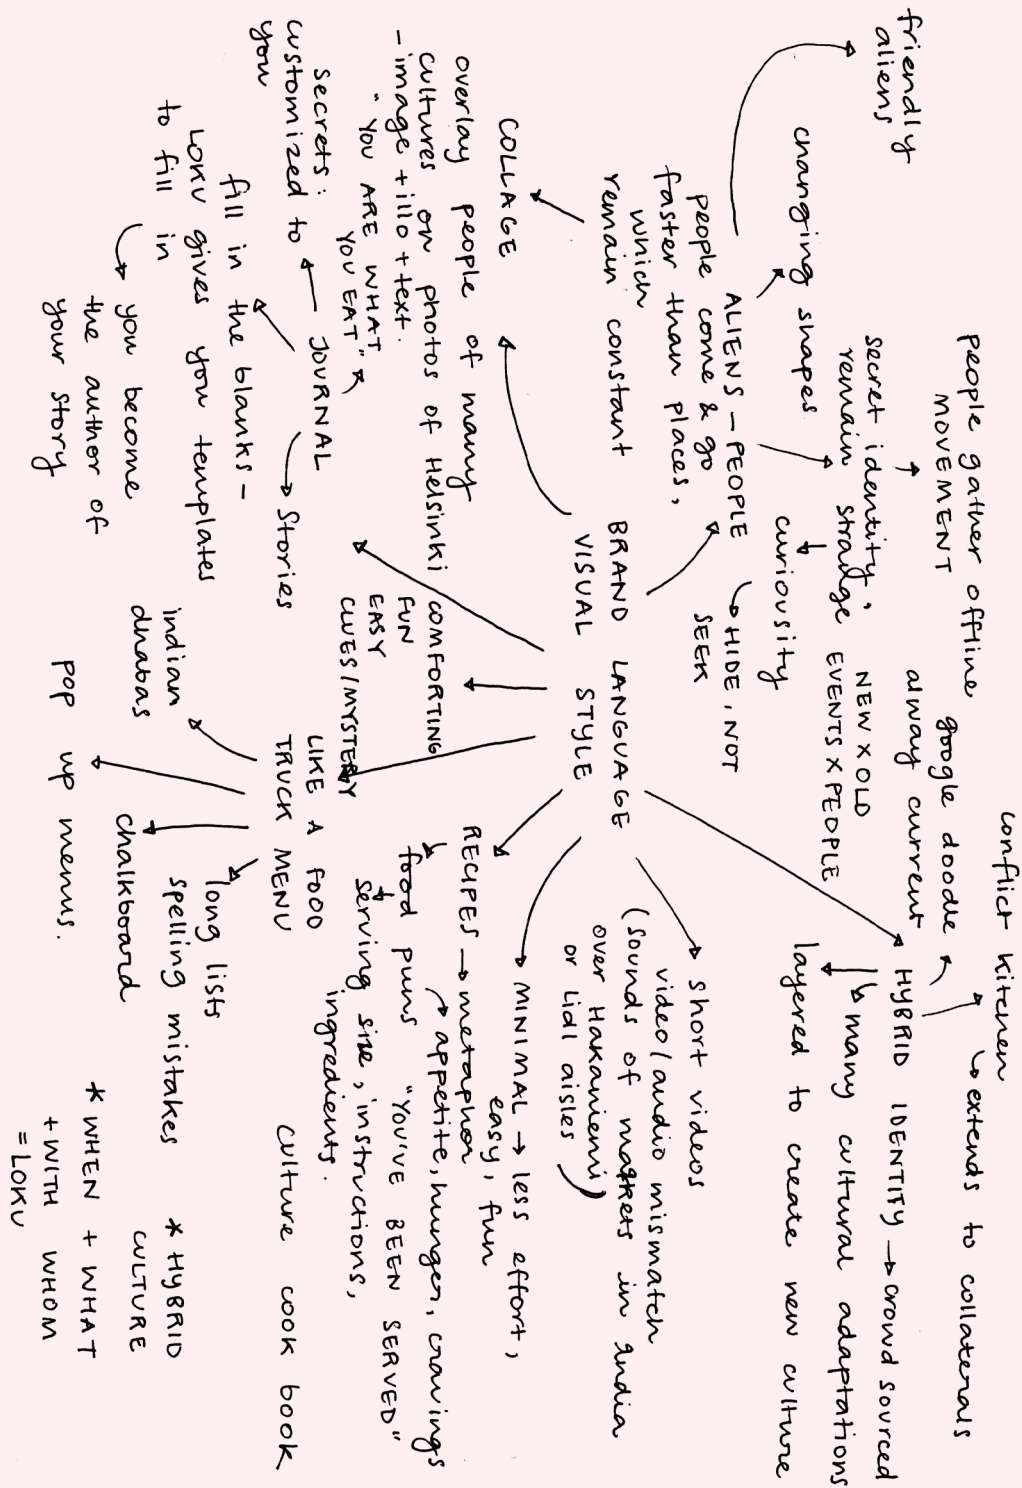 friendly
aliens
changing shapes
people gather offline
MOVEMENT
secret identity,
remain strange
curiousity
ALIENS - PEOPLE
people come & go
faster than places,
which
remain constant
HIDE, NOT
SEEK
NEW X OLD
EVENTS X PEOPLE
google doodle
alway current
conflict kitchen
extends to collaterals
HYBRID IDENTITY → crowd sourced
many cultural adaptations
layered to create new culture
BRAND LANGUAGE
VISUAL STYLE
COLLAGE
overlay people of many
cultures on photos of Helsinki
- image + illo + text.
"YOU ARE WHAT
YOU EAT"
JOURNAL
secrets:
customized to
you
fill in the blanks -
LOKU gives you templates
to fill in
you become
the author of
your story
Stories
COMFORTING
FUN
EASY
CLUES/MYSTERY
LIKE A FOOD
TRUCK MENU
indian
dhabas
pop up menus.
chalkboard
long lists
spelling mistakes
RECIPES → metaphor
appetite, hunger, cravings
food puns "YOU'VE BEEN SERVED"
serving size, instructions,
ingredients.
MINIMAL → less effort,
easy, fun
short videos
video/audio mismatch
(sounds of markets in India
over Hakaniemi
or Lidl aisles)
culture cook book
* HYBRID
CULTURE
* WHEN + WHAT
+ WITH WHOM
= LOKU